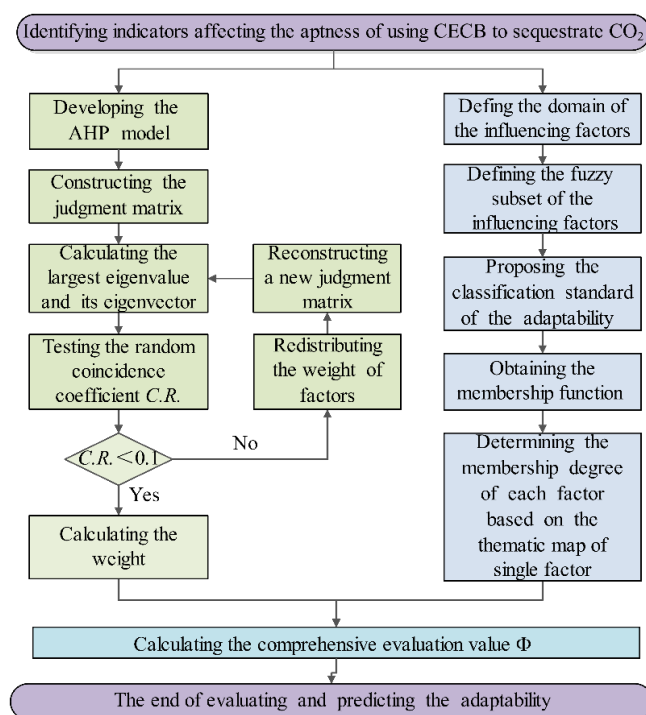 Identifying indicators affecting the aptness of using CECB to sequestrate CO₂
Developing the
AHP model
Constructing the
judgment matrix
Calculating the
largest eigenvalue
and its eigenvector
Testing the random
coincidence
coefficient C.R.
C.R.<0.1
No
Yes
Calculating the
weight
Reconstructing
a new judgment
matrix
Redistributing
the weight of
factors
Defing the domain of
the influencing factors
Defining the fuzzy
subset of the
influencing factors
Proposing the
classification standard
of the adaptability
Obtaining the
membership function
Determining the
membership degree
of each factor
based on the
thematic map of
single factor
Calculating the comprehensive evaluation value Φ
The end of evaluating and predicting the adaptability